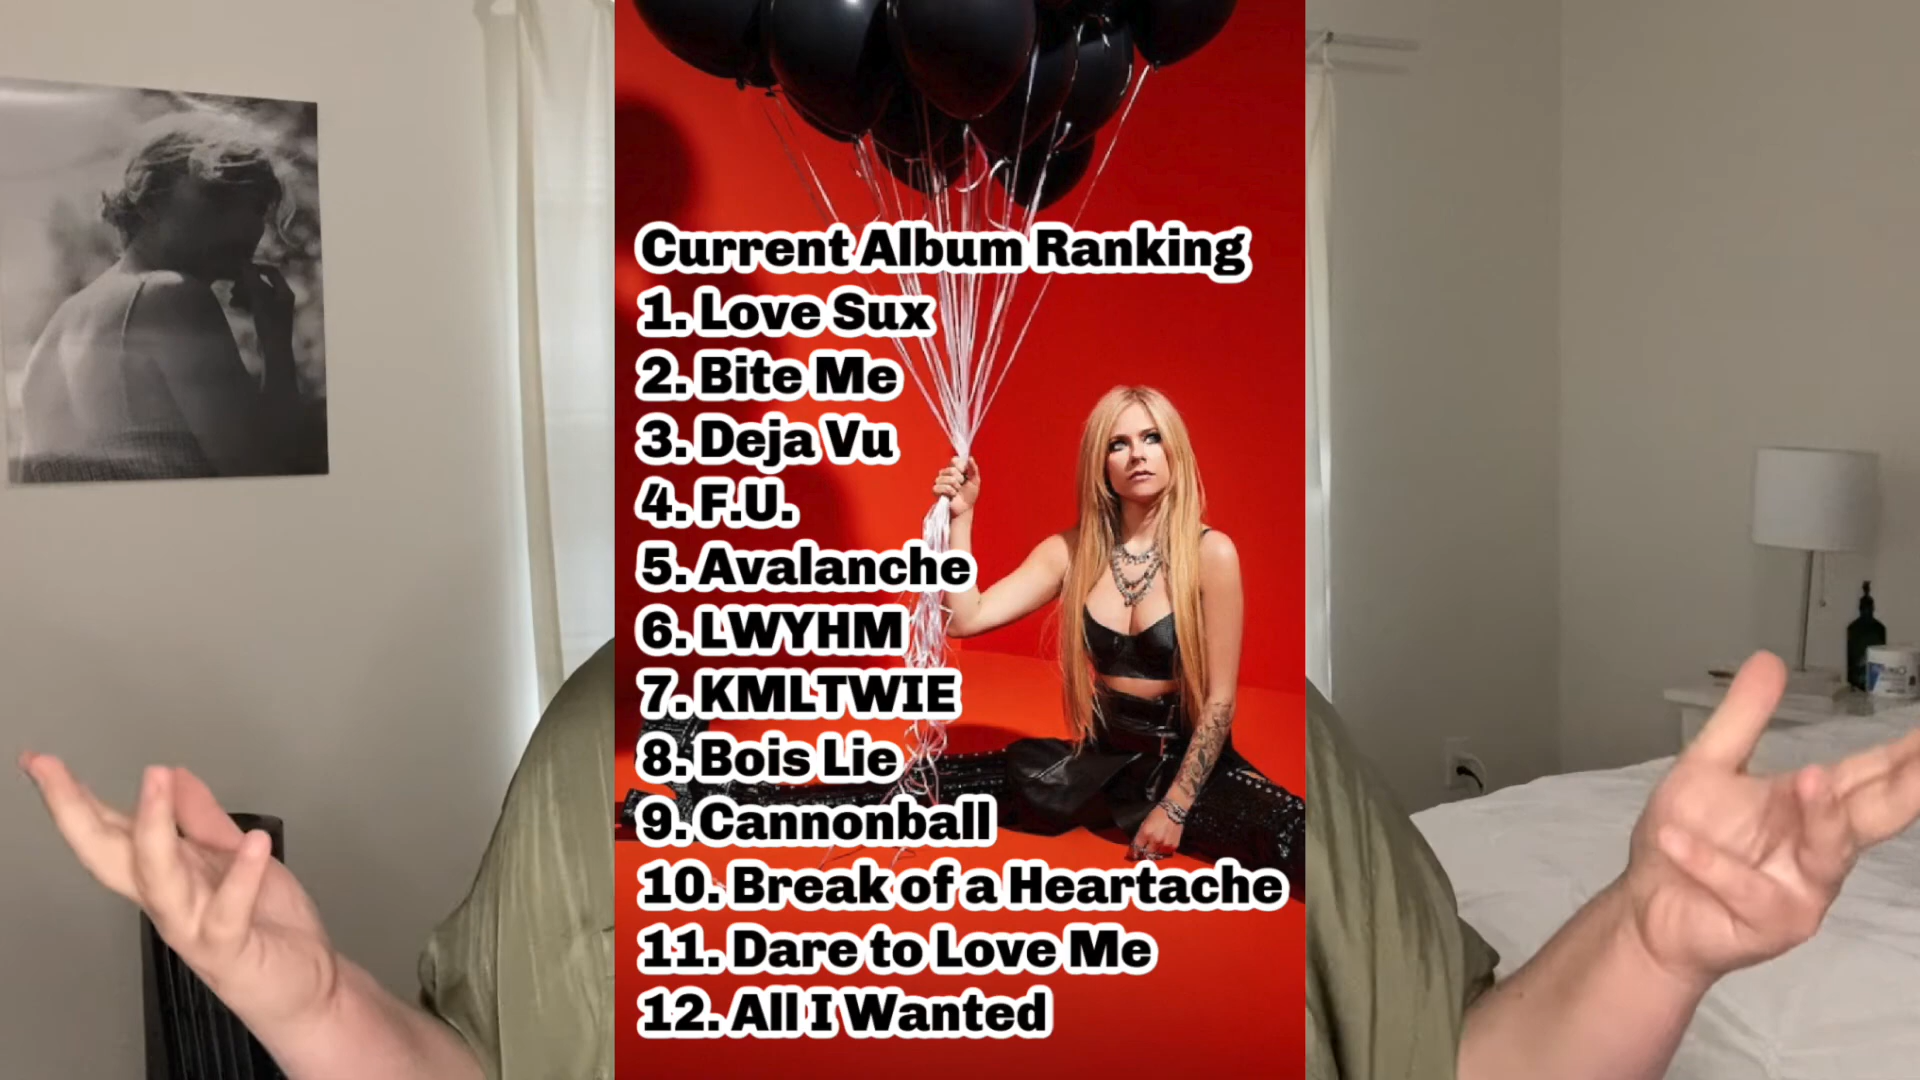 Current Album Ranking
1. Love Sux
2. Bite Me
3. Deja Vu
4. F.U.
5. Avalanche
6. LWYHM
7. KMLTWIE
8. Bois Lie
9. Cannonball
10. Break of a Heartache
11. Dare to Love Me
12. All I Wanted